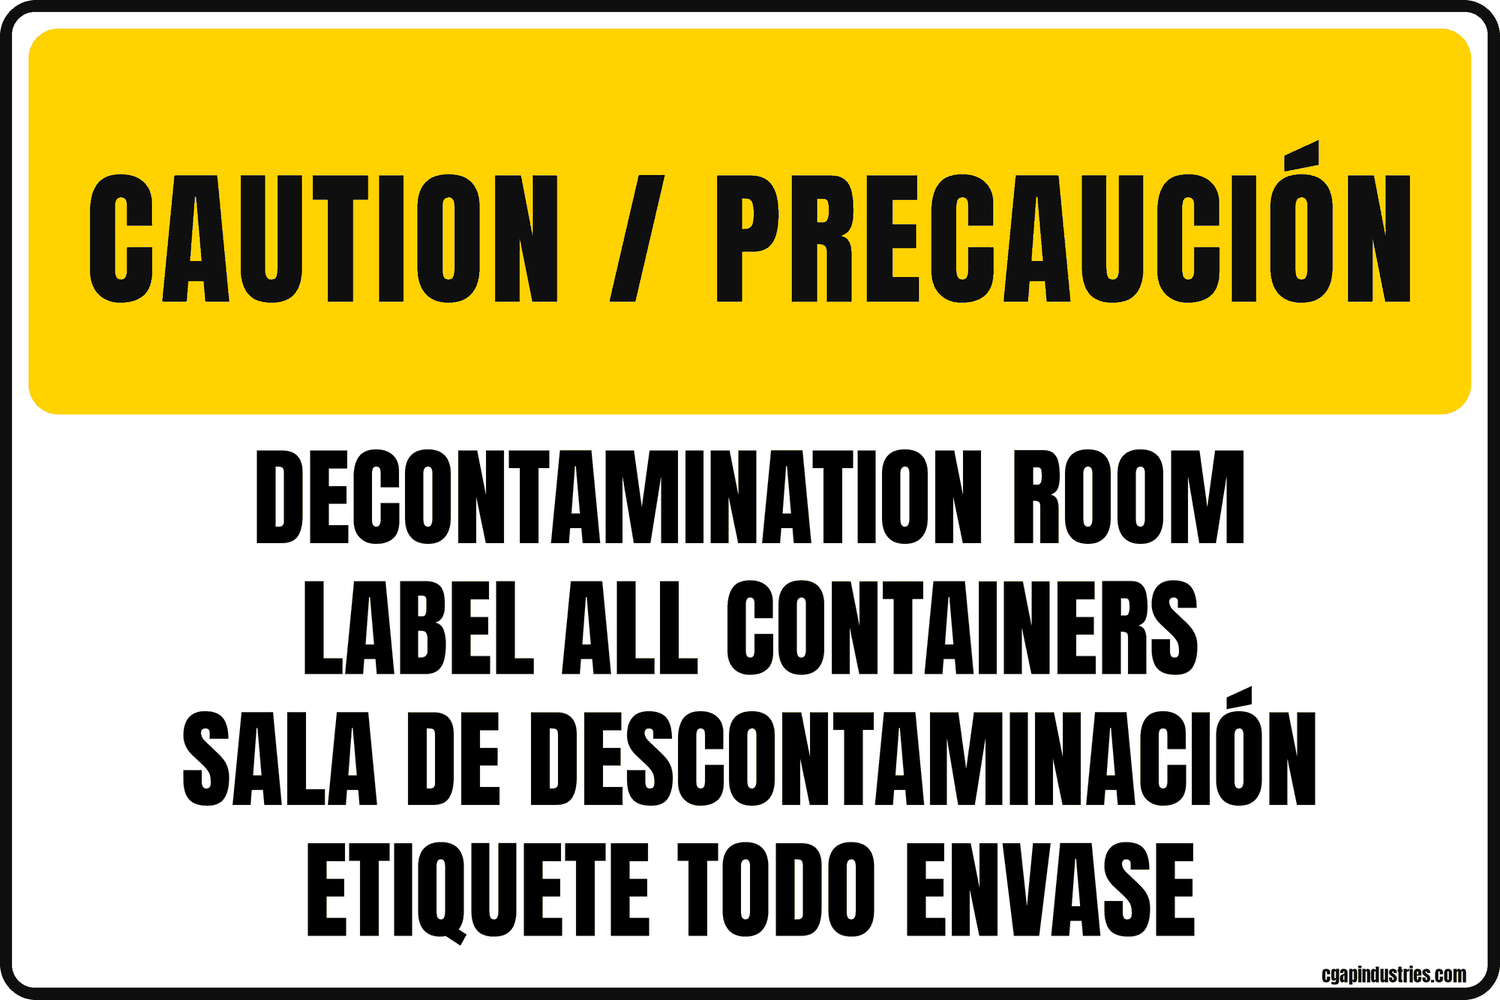 CAUTION / PRECAUCIÓN
DECONTAMINATION ROOM
LABEL ALL CONTAINERS
SALA DE DESCONTAMINACIÓN
ETIQUETE TODO ENVASE
cgapindustries.com